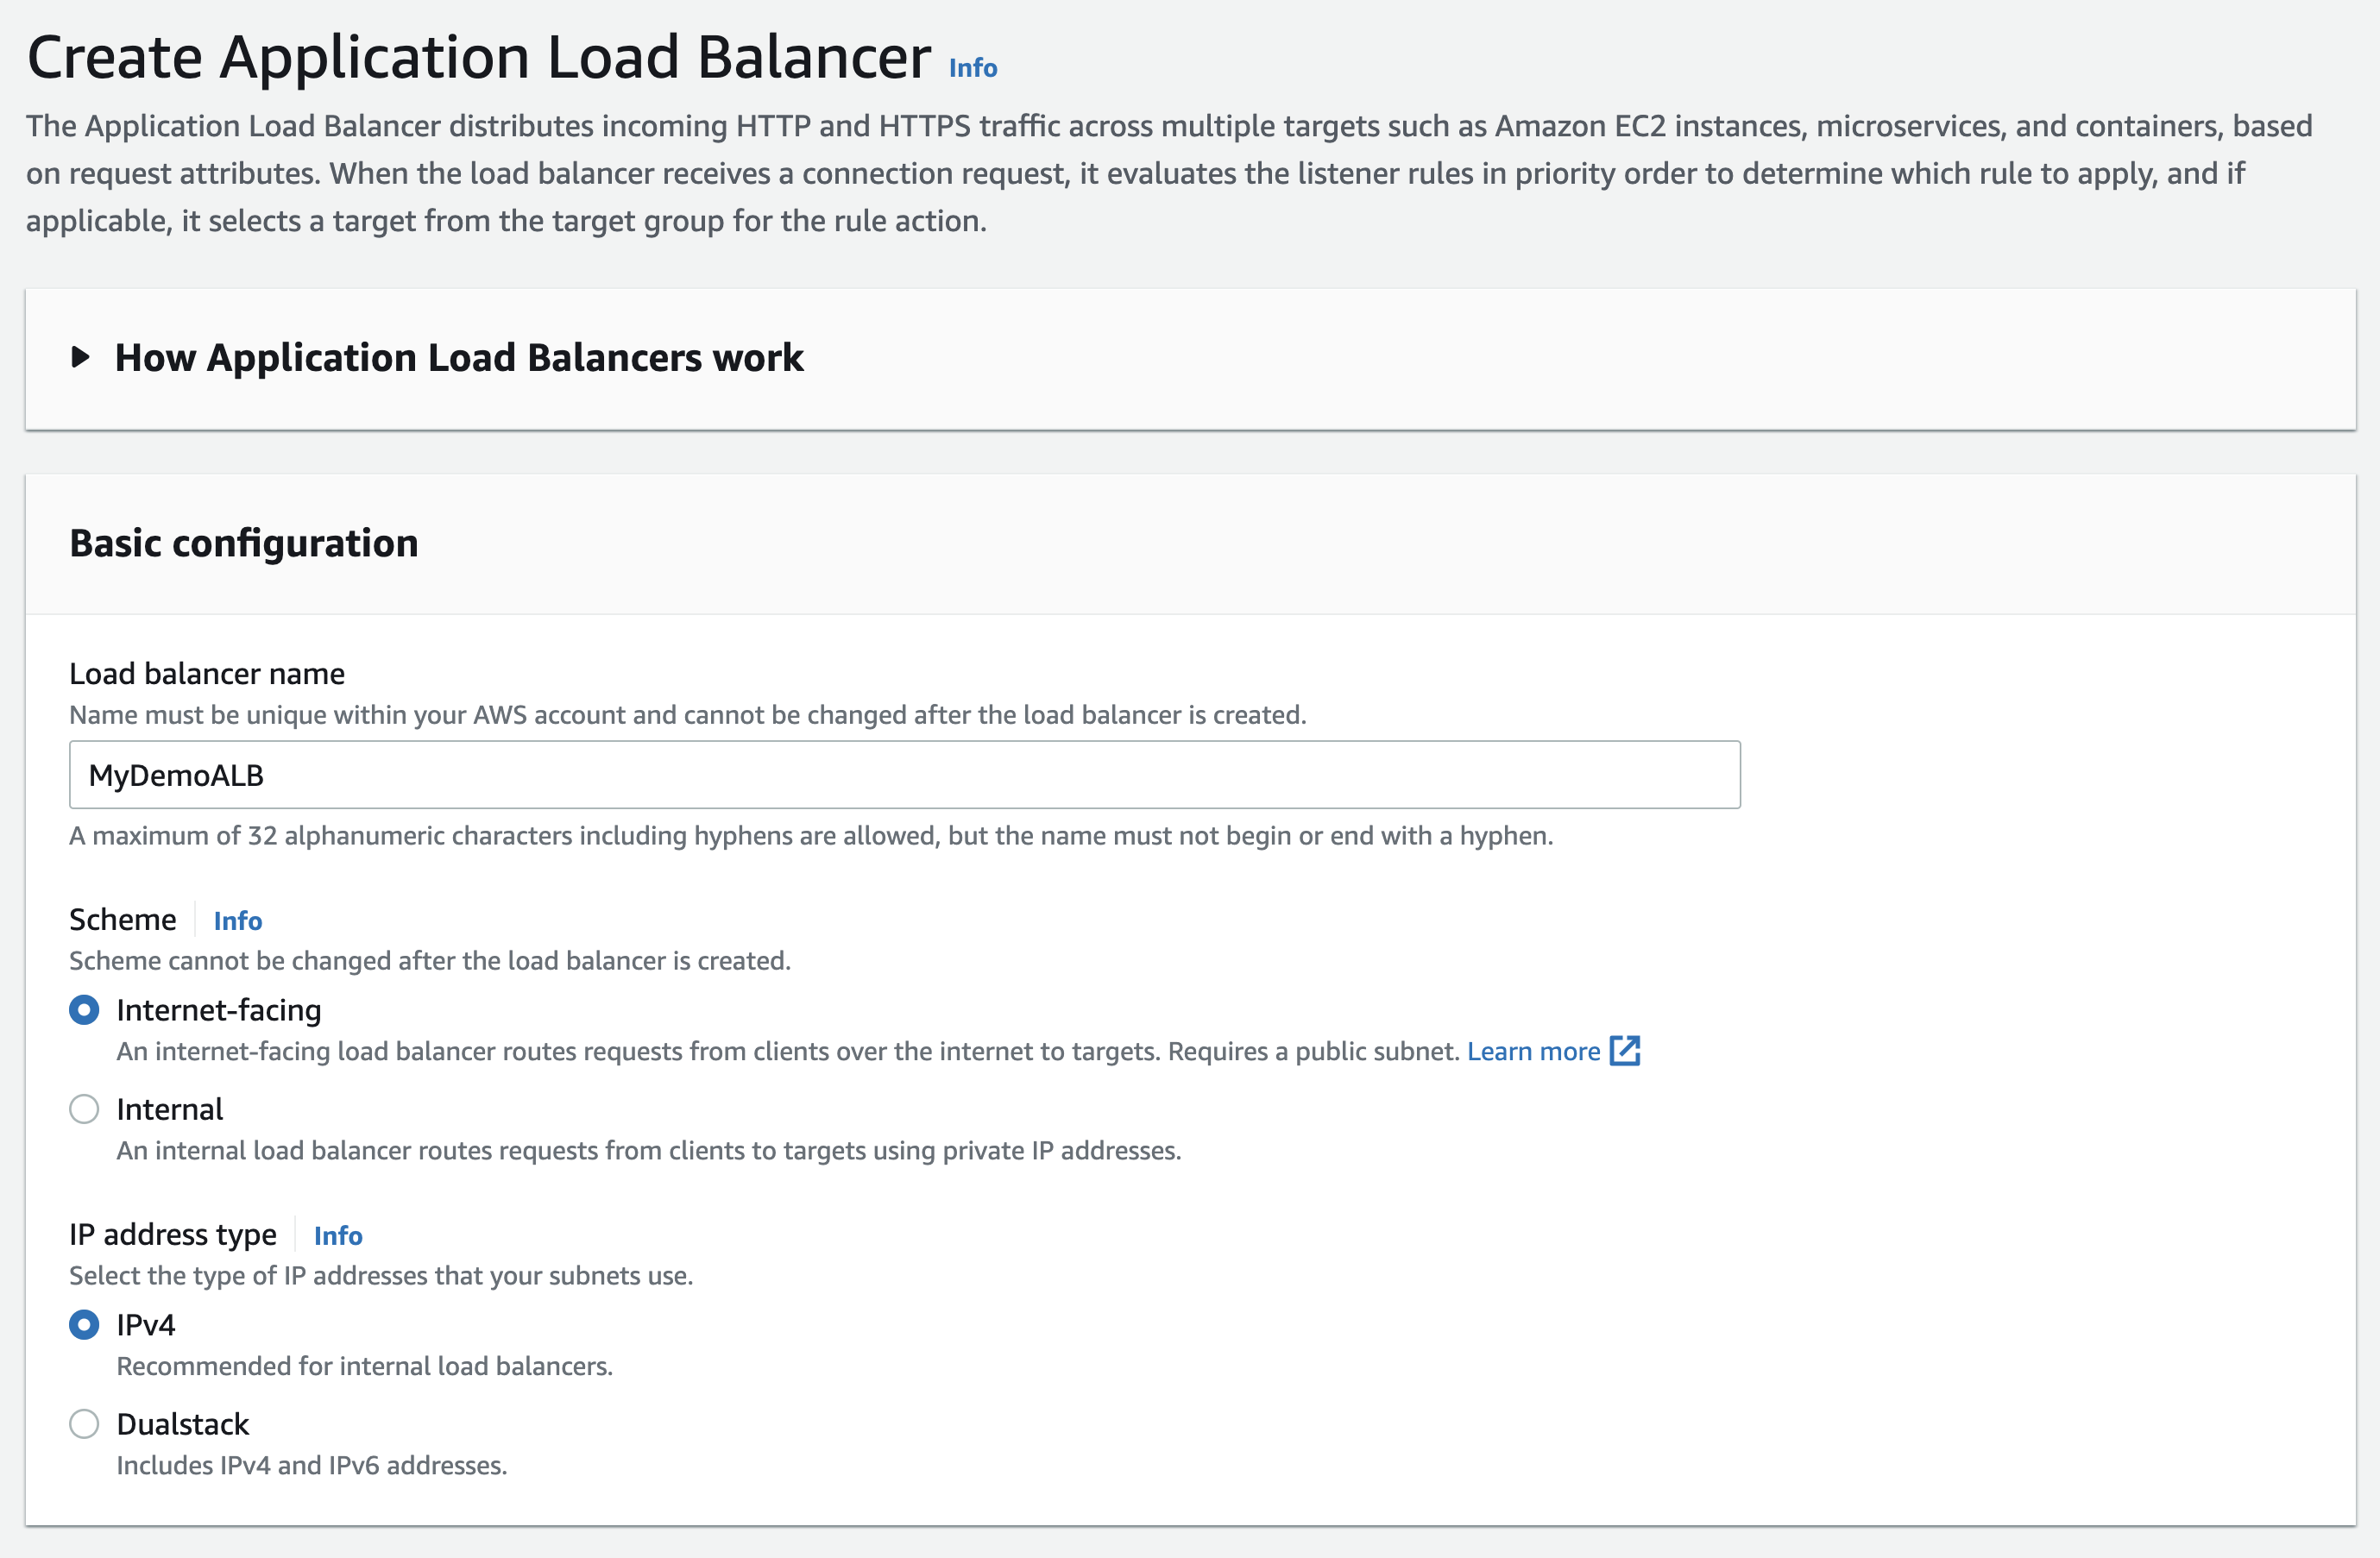 Create Application Load Balancer Info
The Application Load Balancer distributes incoming HTTP and HTTPS traffic across multiple targets such as Amazon EC2 instances, microservices, and containers, based
on request attributes. When the load balancer receives a connection request, it evaluates the listener rules in priority order to determine which rule to apply, and if
applicable, it selects a target from the target group for the rule action.
How Application Load Balancers work
Basic configuration
Load balancer name
Name must be unique within your AWS account and cannot be changed after the load balancer is created.
MyDemoALB
A maximum of 32 alphanumeric characters including hyphens are allowed, but the name must not begin or end with a hyphen.
Scheme Info
Scheme cannot be changed after the load balancer is created.
Internet-facing
An internet-facing load balancer routes requests from clients over the internet to targets. Requires a public subnet. Learn more
Internal
An internal load balancer routes requests from clients to targets using private IP addresses.
IP address type Info
Select the type of IP addresses that your subnets use.
IPv4
Recommended for internal load balancers.
Dualstack
Includes IPv4 and IPv6 addresses.